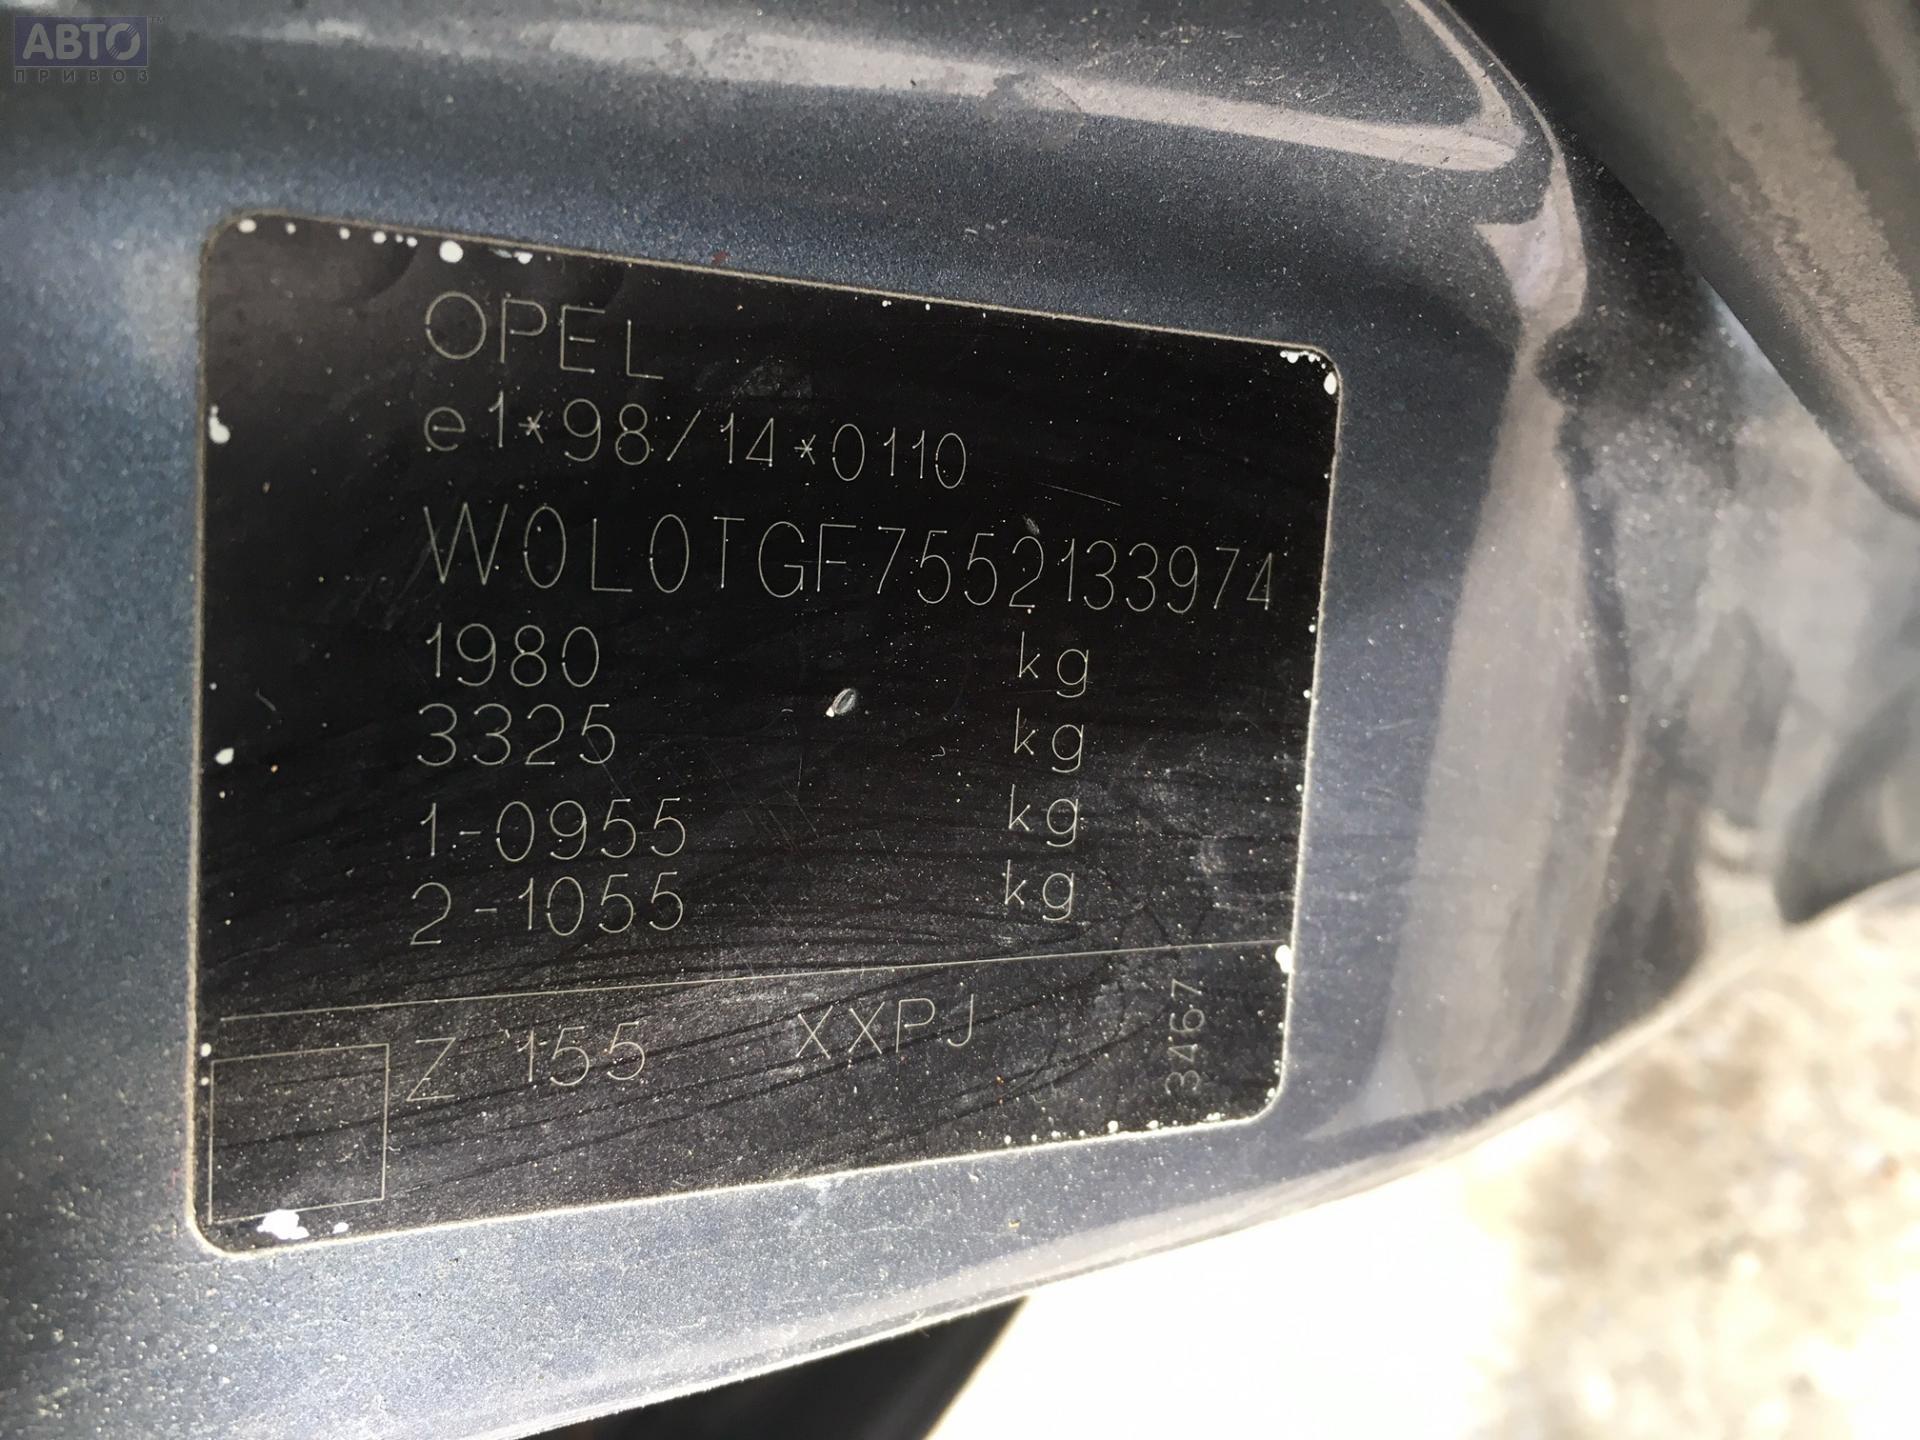 АВТО™
ПРИВОЗ
OPEL
e1*98/14*0110
W0L0TGF7552133974
1980 kg
3325 kg
1-0955 kg
2-1055 kg
Z 155 XXPJ
3467